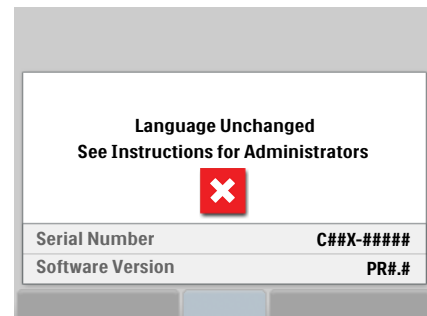 Language Unchanged
See Instructions for Administrators
Serial Number C##X-#####
Software Version PR#.#